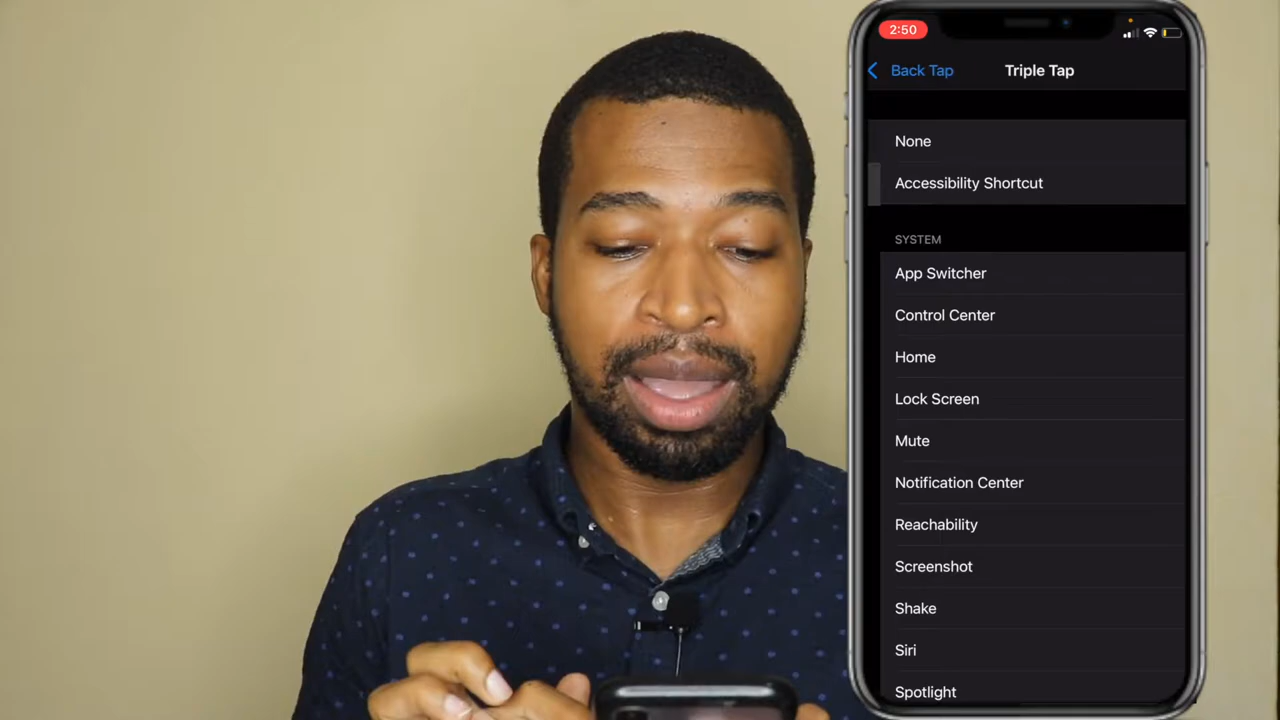 2:50
Back Tap
Triple Tap
None
Accessibility Shortcut
SYSTEM
App Switcher
Control Center
Home
Lock Screen
Mute
Notification Center
Reachability
Screenshot
Shake
Siri
Spotlight